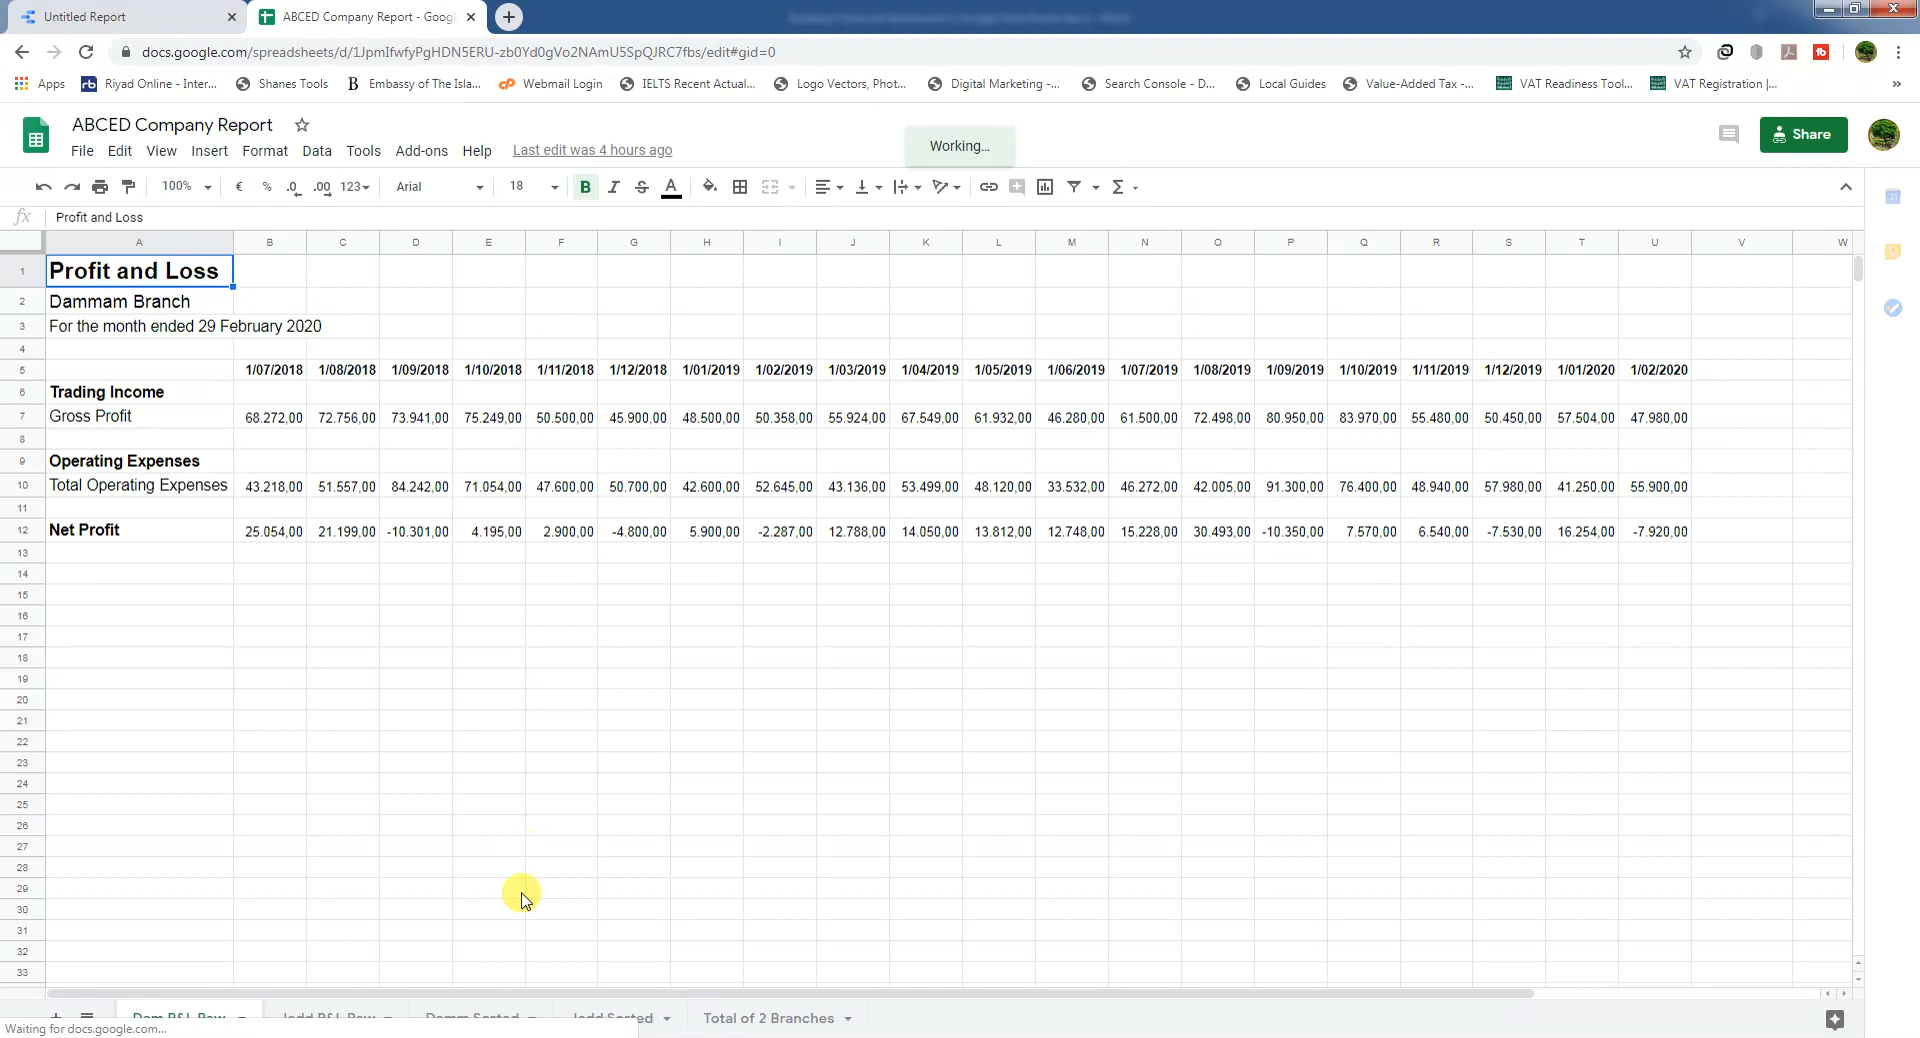 Untitled Report
ABCED Company Report - Goog
docs.google.com/spreadsheets/d/1JpmIfwfyPgHDN5ERU-zb0Yd0gVo2NAmU5SpQJRC7fbs/edit#gid=0
Apps Riyad Online - Inter... Shanes Tools Embassy of The Isla... Webmail Login IELTS Recent Actual... Logo Vectors, Phot... Digital Marketing -... Search Console - D... Local Guides Value-Added Tax -... VAT Readiness Tool... VAT Registration |...
ABCED Company Report
Working...
Share
File Edit View Insert Format Data Tools Add-ons Help Last edit was 4 hours ago
100% € % .0 .00 123 Arial 18 B I S A Σ
fx Profit and Loss
A B C D E F G H I J K L M N O P Q R S T U V W
1 Profit and Loss
2 Dammam Branch
3 For the month ended 29 February 2020
4
5 1/07/2018 1/08/2018 1/09/2018 1/10/2018 1/11/2018 1/12/2018 1/01/2019 1/02/2019 1/03/2019 1/04/2019 1/05/2019 1/06/2019 1/07/2019 1/08/2019 1/09/2019 1/10/2019 1/11/2019 1/12/2019 1/01/2020 1/02/2020
6 Trading Income
7 Gross Profit 68.272,00 72.756,00 73.941,00 75.249,00 50.500,00 45.900,00 48.500,00 50.358,00 55.924,00 67.549,00 61.932,00 46.280,00 61.500,00 72.498,00 80.950,00 83.970,00 55.480,00 50.450,00 57.504,00 47.980,00
8
9 Operating Expenses
10 Total Operating Expenses 43.218,00 51.557,00 84.242,00 71.054,00 47.600,00 50.700,00 42.600,00 52.645,00 43.136,00 53.499,00 48.120,00 33.532,00 46.272,00 42.005,00 91.300,00 76.400,00 48.940,00 57.980,00 41.250,00 55.900,00
11
12 Net Profit 25.054,00 21.199,00 -10.301,00 4.195,00 2.900,00 -4.800,00 5.900,00 -2.287,00 12.788,00 14.050,00 13.812,00 12.748,00 15.228,00 30.493,00 -10.350,00 7.570,00 6.540,00 -7.530,00 16.254,00 -7.920,00
13
14
15
16
17
18
19
20
21
22
23
24
25
26
27
28
29
30
31
32
33
Dam P&L Raw Jedd P&L Raw Damm Sorted Jedd Sorted Total of 2 Branches
Waiting for docs.google.com...